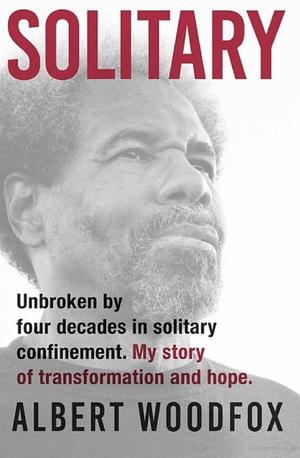 SOLITARY
Unbroken by
four decades in solitary
confinement. My story
of transformation and hope.
ALBERT WOODFOX